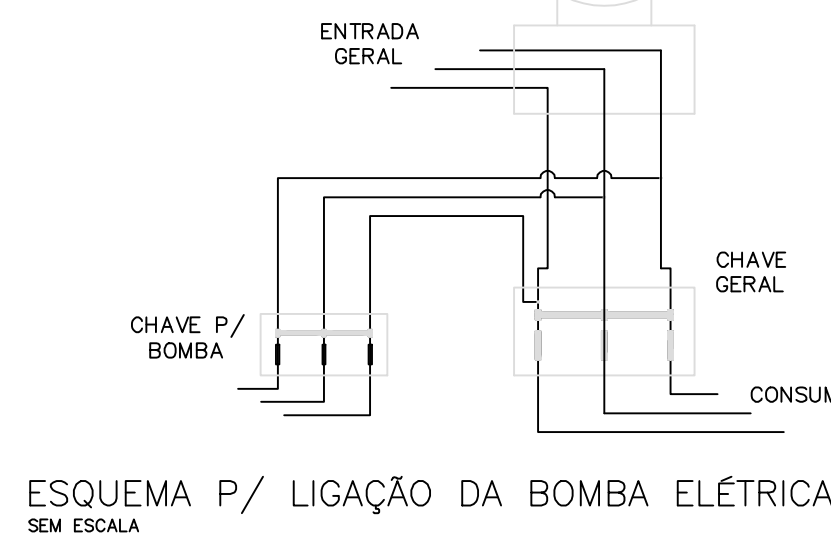 ENTRADA
GERAL
CHAVE
GERAL
CHAVE P/
BOMBA
ESQUEMA P/ LIGAÇÃO DA BOMBA ELÉTRICA
SEM ESCALA